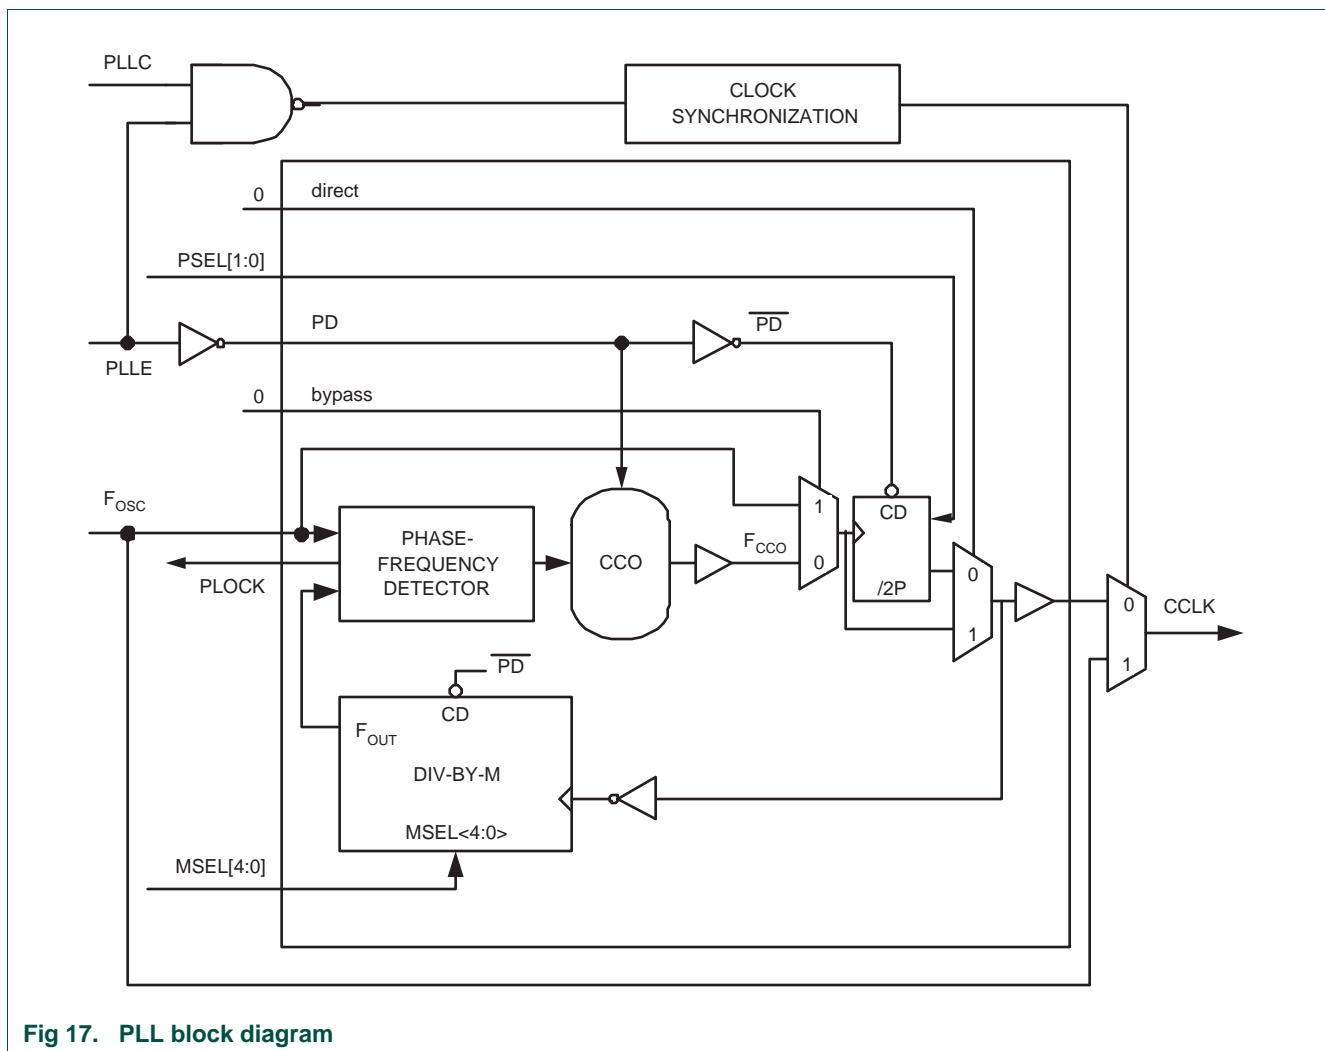 PLLC
CLOCK
SYNCHRONIZATION
0
direct
PSEL[1:0]
PD
PD
PLLE
0
bypass
FOSC
1
CD
PHASE-
FREQUENCY
DETECTOR
CCO
FCCO
0
PLOCK
/2P
0
1
0
CCLK
1
PD
CD
FOUT
DIV-BY-M
MSEL<4:0>
MSEL[4:0]
Fig 17. PLL block diagram